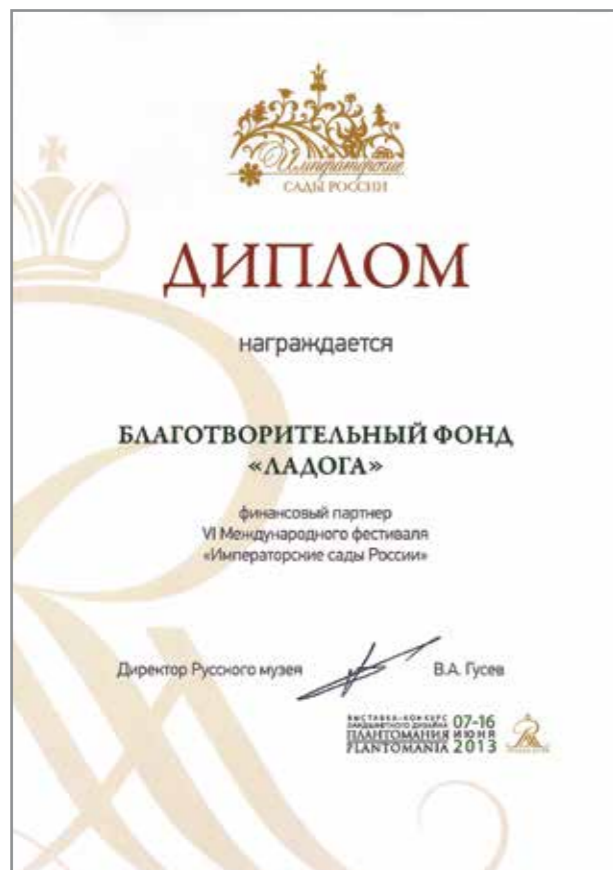 Императорские
САДЫ РОССИИ
ДИПЛОМ
награждается
БЛАГОТВОРИТЕЛЬНЫЙ ФОНД
«ЛАДОГА»
финансовый партнер
VI Международного фестиваля
«Императорские сады России»
Директор Русского музея В.А. Гусев
ВЫСТАВКА-КОНКУРС
ЛАНДШАФТНОГО ДИЗАЙНА 07-16
ПЛАНТОМАНИЯ ИЮНЯ
PLANTOMANIA 2013